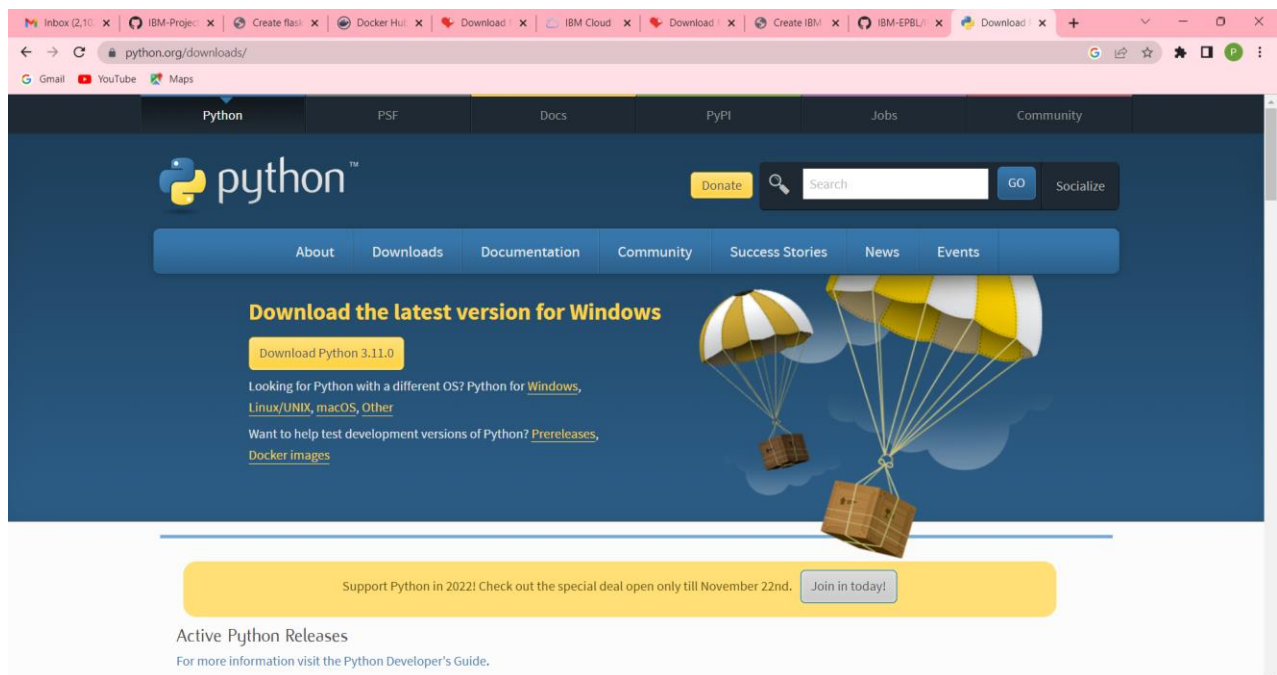 Inbox (2,10
IBM-Project
Create flask
Docker Hub
Download
IBM Cloud
Download
Create IBM
IBM-EPBL/
Download
python.org/downloads/
Gmail
YouTube
Maps
Python
PSF
Docs
PyPI
Jobs
Community
python™
Donate
Search
GO
Socialize
About
Downloads
Documentation
Community
Success Stories
News
Events
Download the latest version for Windows
Download Python 3.11.0
Looking for Python with a different OS? Python for Windows,
Linux/UNIX, macOS, Other
Want to help test development versions of Python? Prereleases,
Docker images
Support Python in 2022! Check out the special deal open only till November 22nd.
Join in today!
Active Python Releases
For more information visit the Python Developer's Guide.